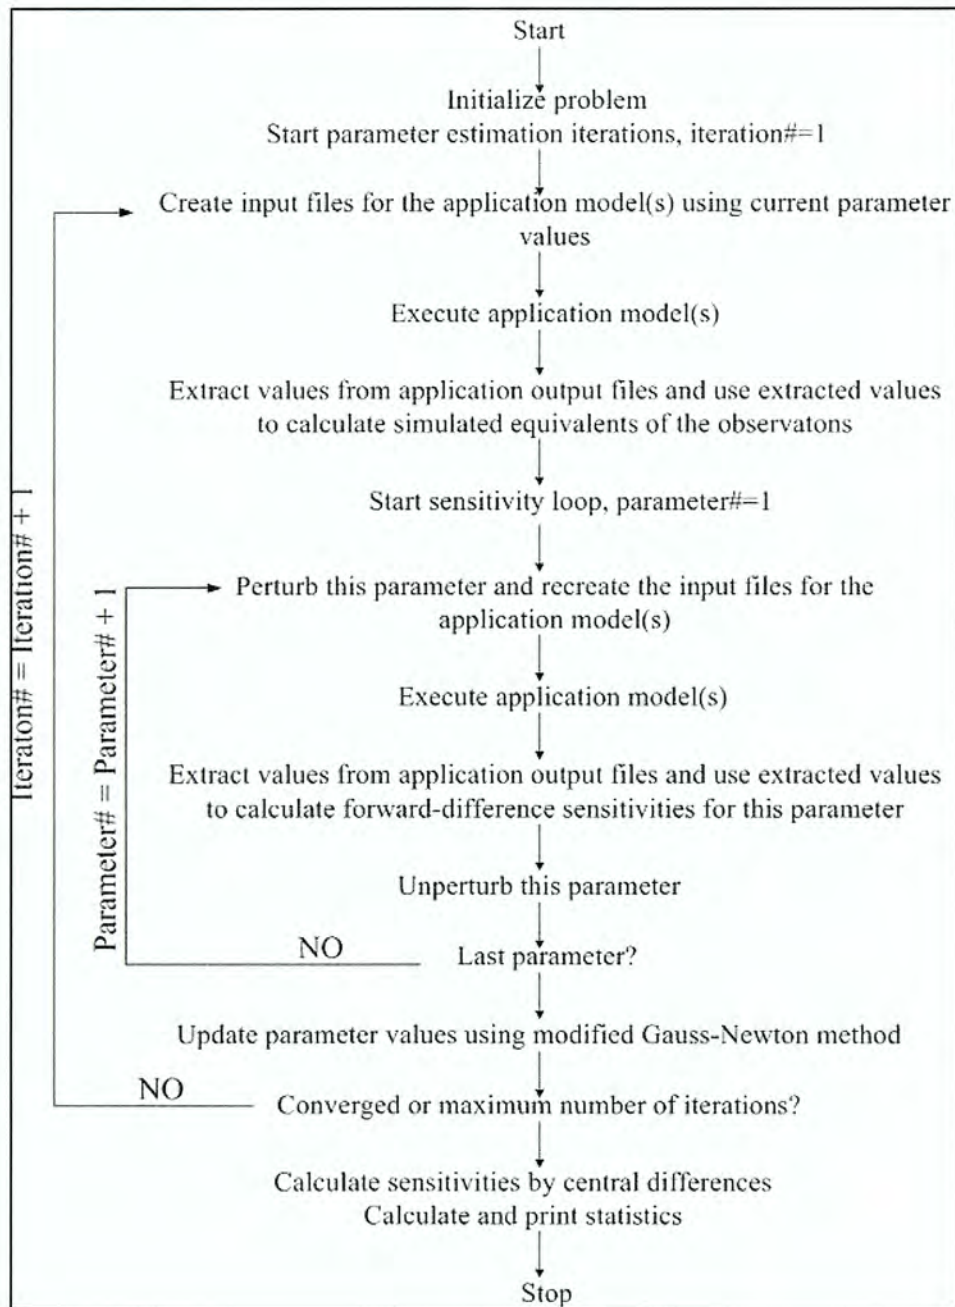 Start
Initialize problem
Start parameter estimation iterations, iteration#=1
Create input files for the application model(s) using current parameter
values
Execute application model(s)
Extract values from application output files and use extracted values
to calculate simulated equivalents of the observatons
Start sensitivity loop, parameter#=1
Perturb this parameter and recreate the input files for the
application model(s)
Execute application model(s)
Extract values from application output files and use extracted values
to calculate forward-difference sensitivities for this parameter
Unperturb this parameter
Last parameter?
NO
Parameter# = Parameter# + 1
Update parameter values using modified Gauss-Newton method
Converged or maximum number of iterations?
NO
Iteraton# = Iteration# + 1
Calculate sensitivities by central differences
Calculate and print statistics
Stop